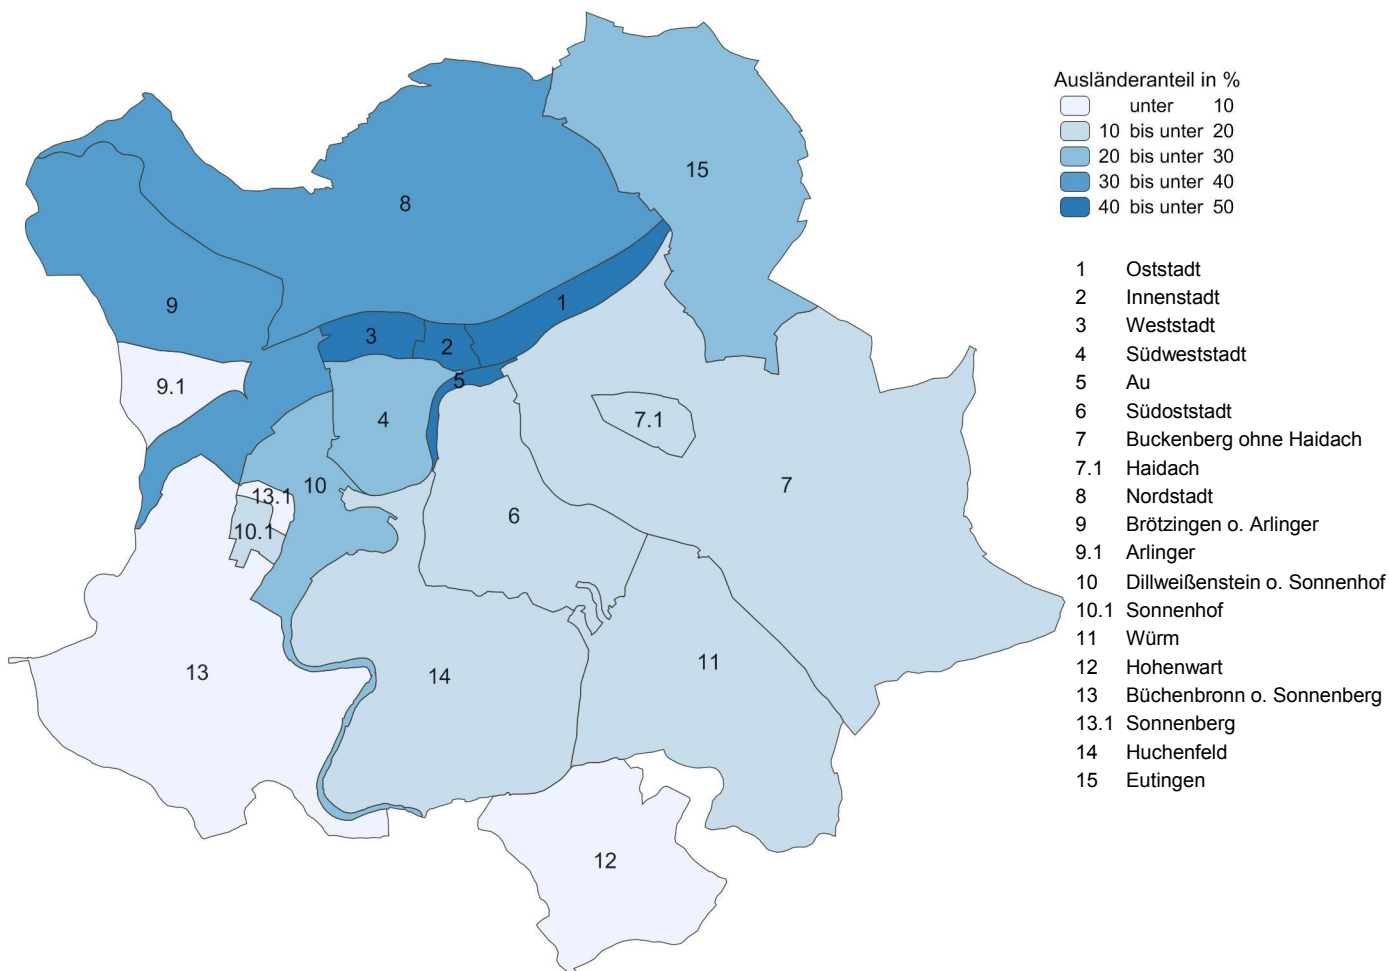 Ausländeranteil in %
unter 10
10 bis unter 20
20 bis unter 30
30 bis unter 40
40 bis unter 50
1 Oststadt
2 Innenstadt
3 Weststadt
4 Südweststadt
5 Au
6 Südoststadt
7 Buckenberg ohne Haidach
7.1 Haidach
8 Nordstadt
9 Brötzingen o. Arlinger
9.1 Arlinger
10 Dillweißenstein o. Sonnenhof
10.1 Sonnenhof
11 Würm
12 Hohenwart
13 Büchenbronn o. Sonnenberg
13.1 Sonnenberg
14 Huchenfeld
15 Eutingen
15
8
9
1
3
2
5
9.1
4
7.1
10
7
13.1
6
10.1
11
13
14
12